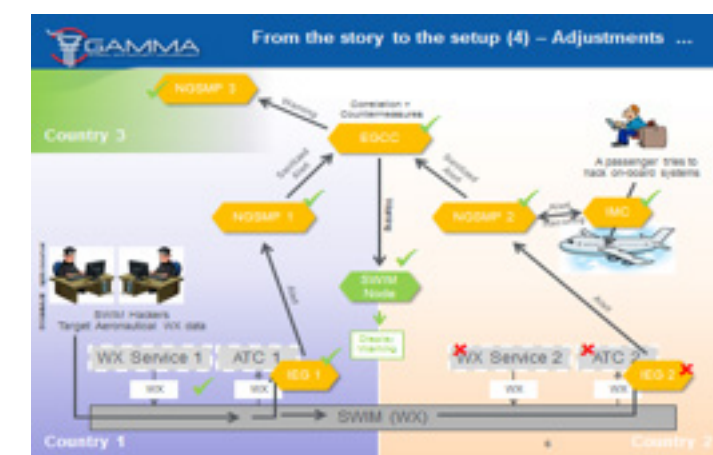 GAMMA
From the story to the setup (4) – Adjustments ...
NGSMP 3
Warning
Correlation +
Countermeasures
EGCC
Country 3
Sanitized
Alert
Sanitized
Alert
A passenger tries to
hack on-board systems
NGSMP 1
NGSMP 2
Alert
IMC
Warning
SWIM
Node
SWIM Hackers
Target Aeronautical WX data
Alert
Alert
Display
Warning
WX Service 1
ATC 1
IEG 1
WX Service 2
ATC 2
IEG 2
WX
WX
WX
WX
SWIM (WX)
Country 1
Country 2